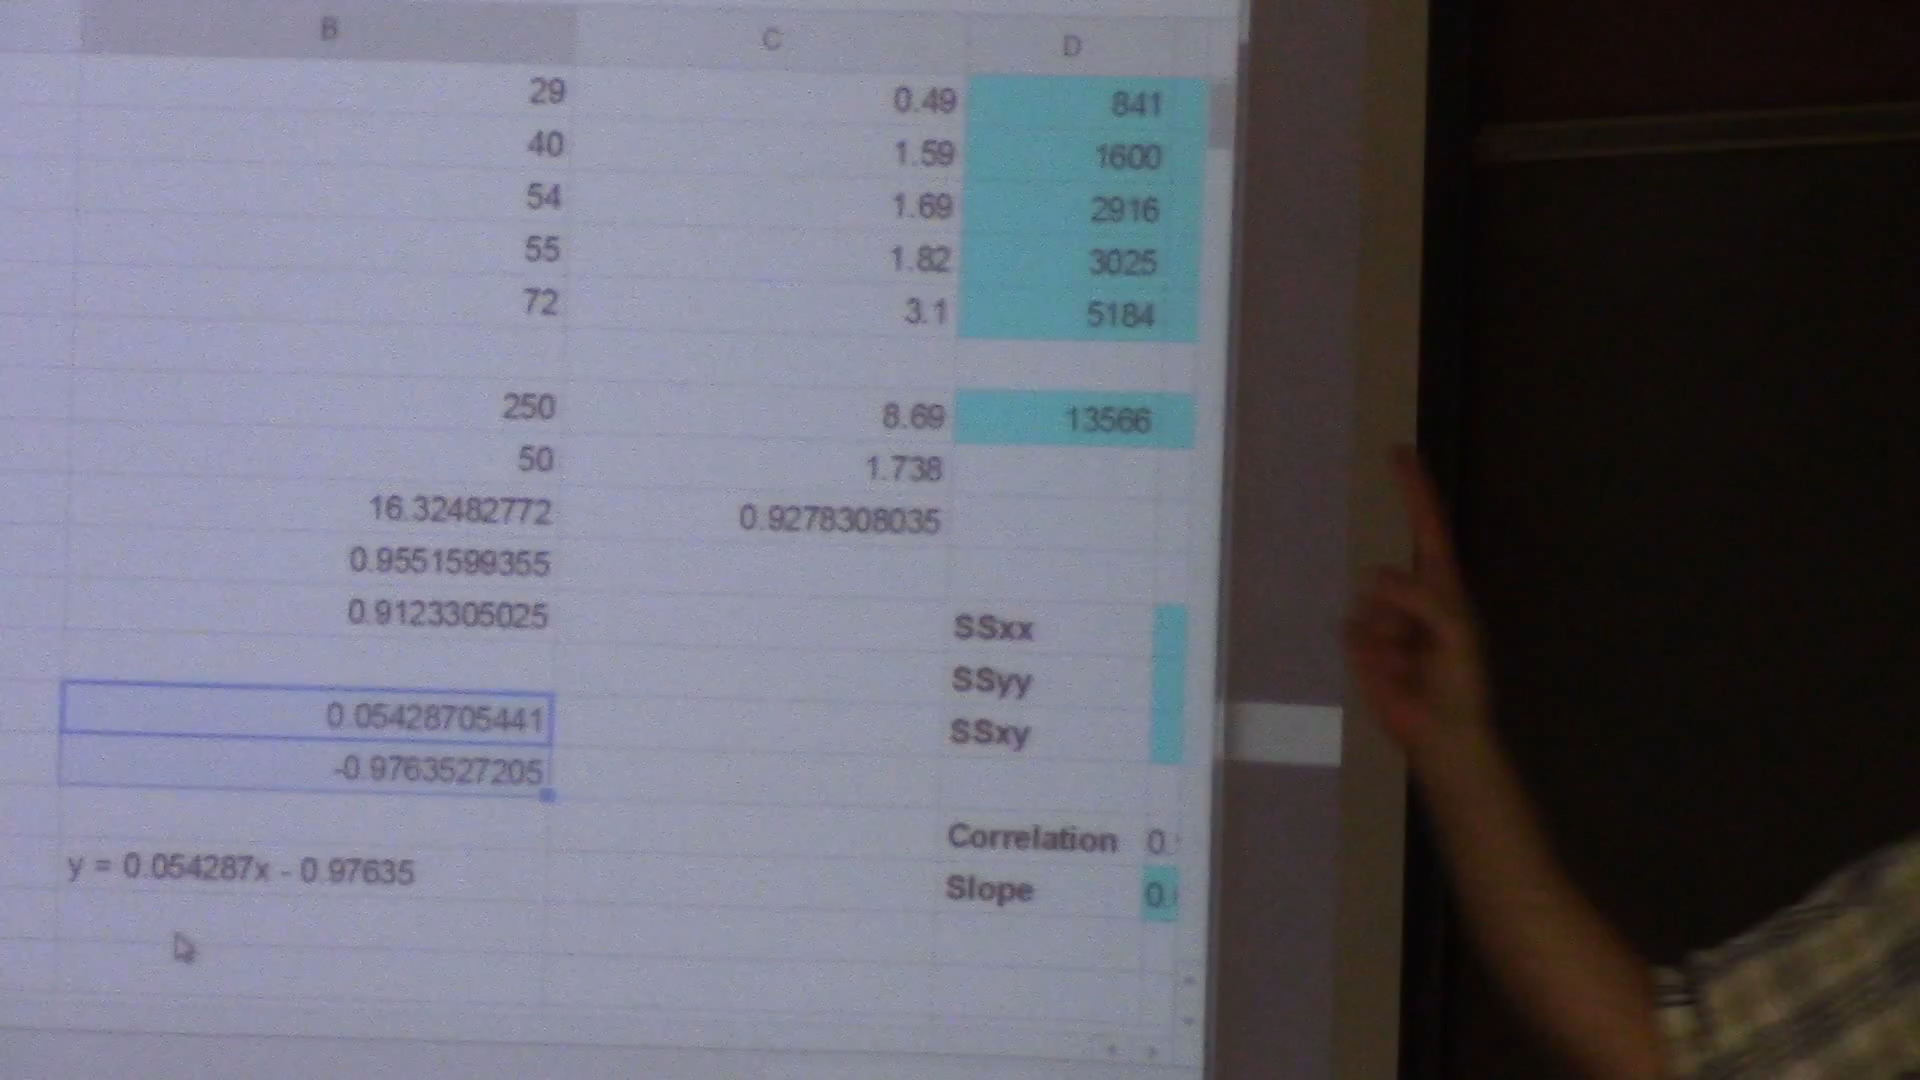 B C D
29 0.49 841
40 1.59 1600
54 1.69 2916
55 1.82 3025
72 3.1 5184
250 8.69 13566
50 1.738
16.32482772 0.9278308035
0.9551599355
0.9123305025
SSxx
SSyy
0.05428705441 SSxy
-0.9763527205
Correlation 0.
y = 0.054287x - 0.97635 Slope 0.